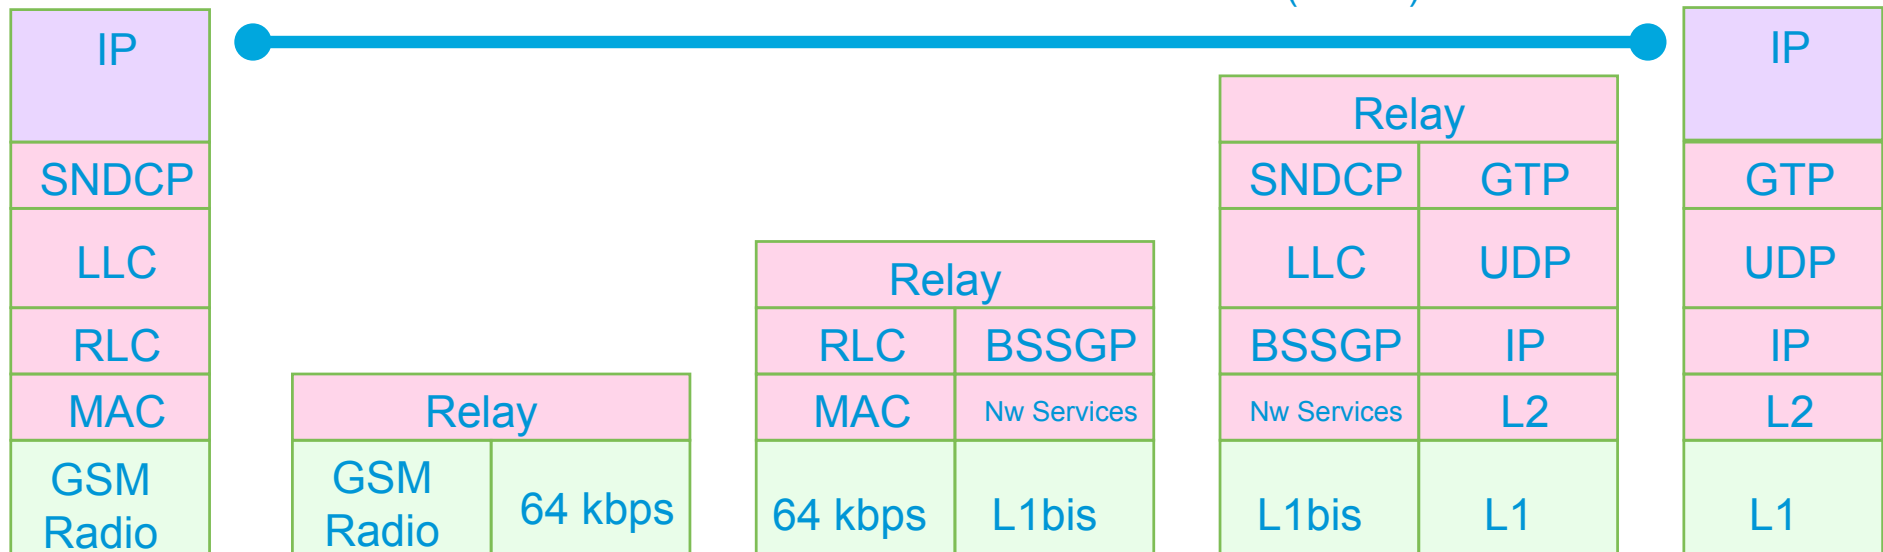 IP
SNDCP
LLC
RLC
MAC
GSM
Radio
Relay
GSM
Radio
64 kbps
Relay
RLC
BSSGP
MAC
Nw Services
64 kbps
L1bis
Relay
SNDCP
GTP
LLC
UDP
BSSGP
IP
Nw Services
L2
L1bis
L1
IP
GTP
UDP
IP
L2
L1